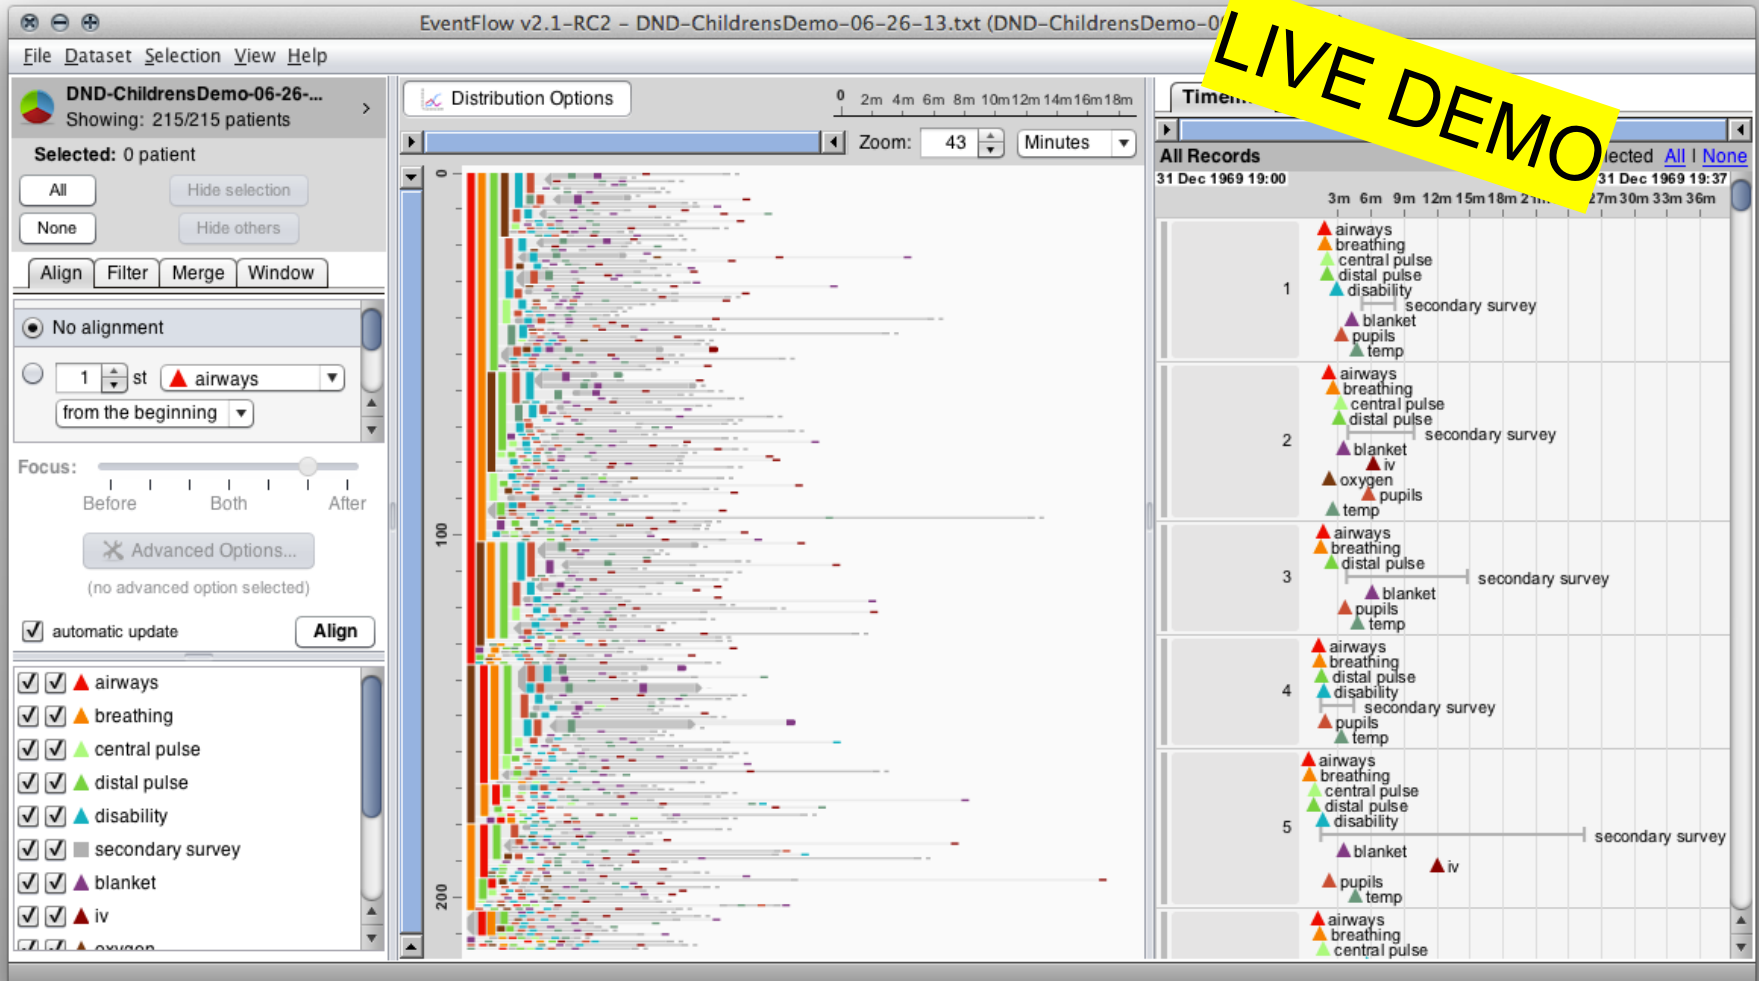 EventFlow v2.1-RC2 – DND-ChildrensDemo-06-26-13.txt (DND-ChildrensDemo-0
LIVE DEMO
File Dataset Selection View Help
DND-ChildrensDemo-06-26-...
Showing: 215/215 patients
Selected: 0 patient
All Hide selection
None Hide others
Align Filter Merge Window
No alignment
1 st airways
from the beginning
Focus:
Before Both After
Advanced Options...
(no advanced option selected)
automatic update Align
airways
breathing
central pulse
distal pulse
disability
secondary survey
blanket
iv
oxygen
Distribution Options
0 2m 4m 6m 8m 10m 12m 14m 16m 18m
Zoom: 43 Minutes
0
100
200
All Records
All | None
31 Dec 1969 19:00 31 Dec 1969 19:37
3m 6m 9m 12m 15m 18m 27m 30m 33m 36m
1
airways
breathing
central pulse
distal pulse
disability
secondary survey
blanket
pupils
temp
2
airways
breathing
central pulse
distal pulse
secondary survey
blanket
iv
oxygen
pupils
temp
3
airways
breathing
distal pulse
secondary survey
blanket
pupils
temp
4
airways
breathing
distal pulse
disability
secondary survey
pupils
temp
5
airways
breathing
central pulse
distal pulse
disability
secondary survey
blanket
iv
pupils
temp
airways
breathing
central pulse